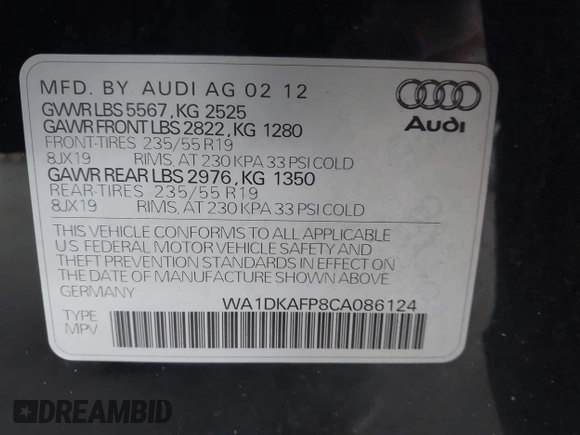 MFD. BY AUDI AG 02 12
GVWR LBS 5567, KG 2525
GAWR FRONT LBS 2822, KG 1280
FRONT-TIRES 235/55 R19
8JX19 RIMS, AT 230 KPA 33 PSI COLD
GAWR REAR LBS 2976, KG 1350
REAR-TIRES 235/55 R19
8JX19 RIMS, AT 230 KPA 33 PSI COLD
Audi
THIS VEHICLE CONFORMS TO ALL APPLICABLE
U.S FEDERAL MOTOR VEHICLE SAFETY AND
THEFT PREVENTION STANDARDS IN EFFECT ON
THE DATE OF MANUFACTURE SHOWN ABOVE
GERMANY
WA1DKAFP8CA086124
TYPE
MPV
DREAMBID